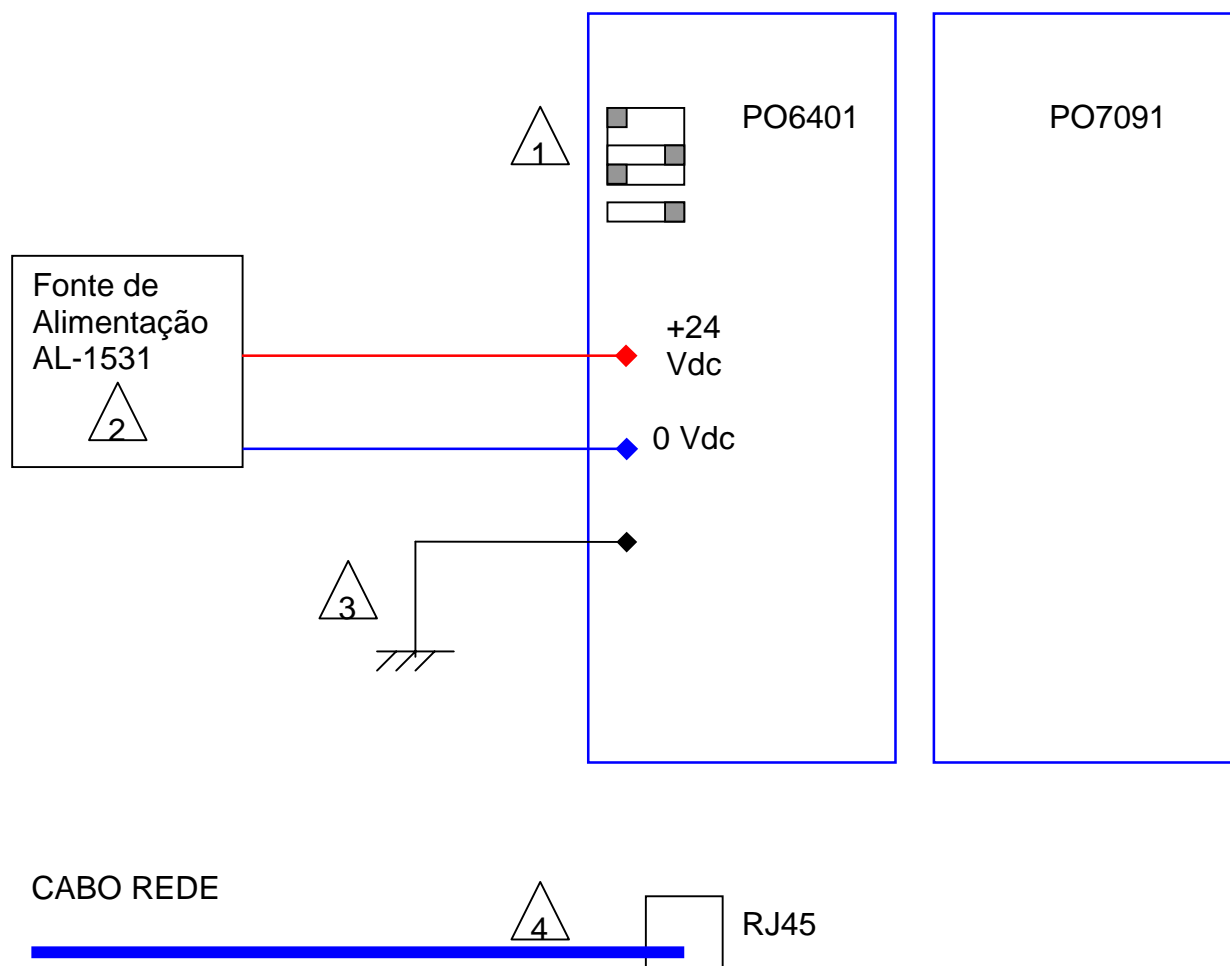 PO6401
PO7091
1
Fonte de
Alimentação
AL-1531
2
+24
Vdc
0 Vdc
3
CABO REDE
4
RJ45